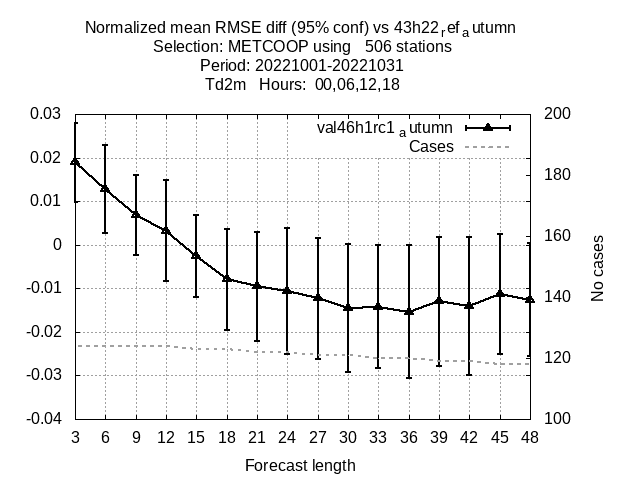 Normalized mean RMSE diff (95% conf) vs 43h22refautumn
Selection: METCOOP using 506 stations
Period: 20221001-20221031
Td2m Hours: 00,06,12,18
val46h1rc1autumn
Cases
0.03
0.02
0.01
0
-0.01
-0.02
-0.03
-0.04
200
180
160
140
120
100
No cases
3 6 9 12 15 18 21 24 27 30 33 36 39 42 45 48
Forecast length